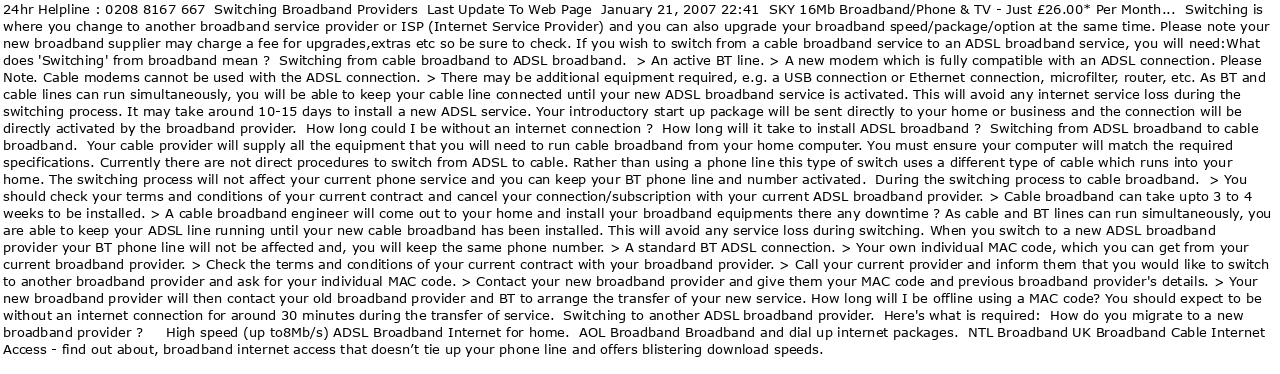 24hr Helpline : 0208 8167 667  Switching Broadband Providers  Last Update To Web Page  January 21, 2007 22:41  SKY 16Mb Broadband/Phone & TV - Just £26.00* Per Month...  Switching is
where you change to another broadband service provider or ISP (Internet Service Provider) and you can also upgrade your broadband speed/package/option at the same time. Please note your
new broadband supplier may charge a fee for upgrades,extras etc so be sure to check. If you wish to switch from a cable broadband service to an ADSL broadband service, you will need:What
does 'Switching' from broadband mean ?  Switching from cable broadband to ADSL broadband.  > An active BT line. > A new modem which is fully compatible with an ADSL connection. Please
Note. Cable modems cannot be used with the ADSL connection. > There may be additional equipment required, e.g. a USB connection or Ethernet connection, microfilter, router, etc. As BT and
cable lines can run simultaneously, you will be able to keep your cable line connected until your new ADSL broadband service is activated. This will avoid any internet service loss during the
switching process. It may take around 10-15 days to install a new ADSL service. Your introductory start up package will be sent directly to your home or business and the connection will be
directly activated by the broadband provider.  How long could I be without an internet connection ?  How long will it take to install ADSL broadband ?  Switching from ADSL broadband to cable
broadband.  Your cable provider will supply all the equipment that you will need to run cable broadband from your home computer. You must ensure your computer will match the required
specifications. Currently there are not direct procedures to switch from ADSL to cable. Rather than using a phone line this type of switch uses a different type of cable which runs into your
home. The switching process will not affect your current phone service and you can keep your BT phone line and number activated.  During the switching process to cable broadband.  > You
should check your terms and conditions of your current contract and cancel your connection/subscription with your current ADSL broadband provider. > Cable broadband can take upto 3 to 4
weeks to be installed. > A cable broadband engineer will come out to your home and install your broadband equipments there any downtime ? As cable and BT lines can run simultaneously, you
are able to keep your ADSL line running until your new cable broadband has been installed. This will avoid any service loss during switching. When you switch to a new ADSL broadband
provider your BT phone line will not be affected and, you will keep the same phone number. > A standard BT ADSL connection. > Your own individual MAC code, which you can get from your
current broadband provider. > Check the terms and conditions of your current contract with your broadband provider. > Call your current provider and inform them that you would like to switch
to another broadband provider and ask for your individual MAC code. > Contact your new broadband provider and give them your MAC code and previous broadband provider's details. > Your
new broadband provider will then contact your old broadband provider and BT to arrange the transfer of your new service. How long will I be offline using a MAC code? You should expect to be
without an internet connection for around 30 minutes during the transfer of service.  Switching to another ADSL broadband provider.  Here's what is required:  How do you migrate to a new
broadband provider ?     High speed (up to8Mb/s) ADSL Broadband Internet for home.  AOL Broadband Broadband and dial up internet packages.  NTL Broadband UK Broadband Cable Internet
Access - find out about, broadband internet access that doesn’t tie up your phone line and offers blistering download speeds.